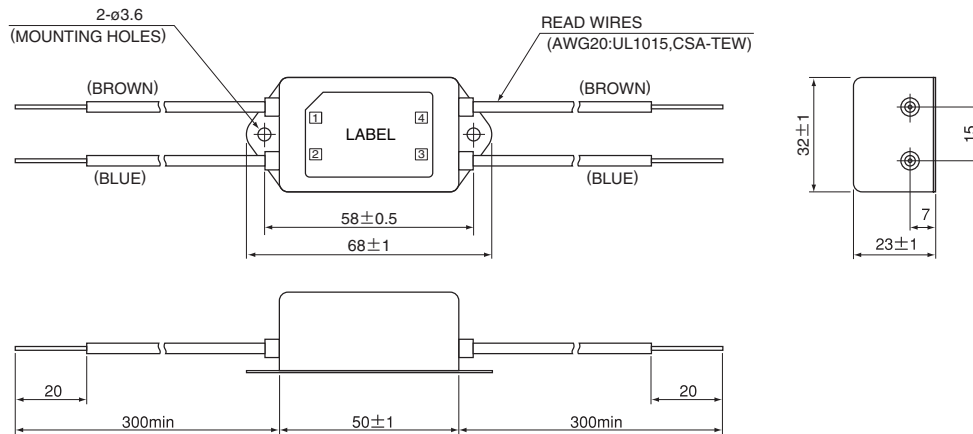 2-ø3.6
(MOUNTING HOLES)
READ WIRES
(AWG20:UL1015,CSA-TEW)
(BROWN)
(BROWN)
1
4
LABEL
2
3
(BLUE)
(BLUE)
58±0.5
68±1
32±1
15
7
23±1
20
20
300min
50±1
300min